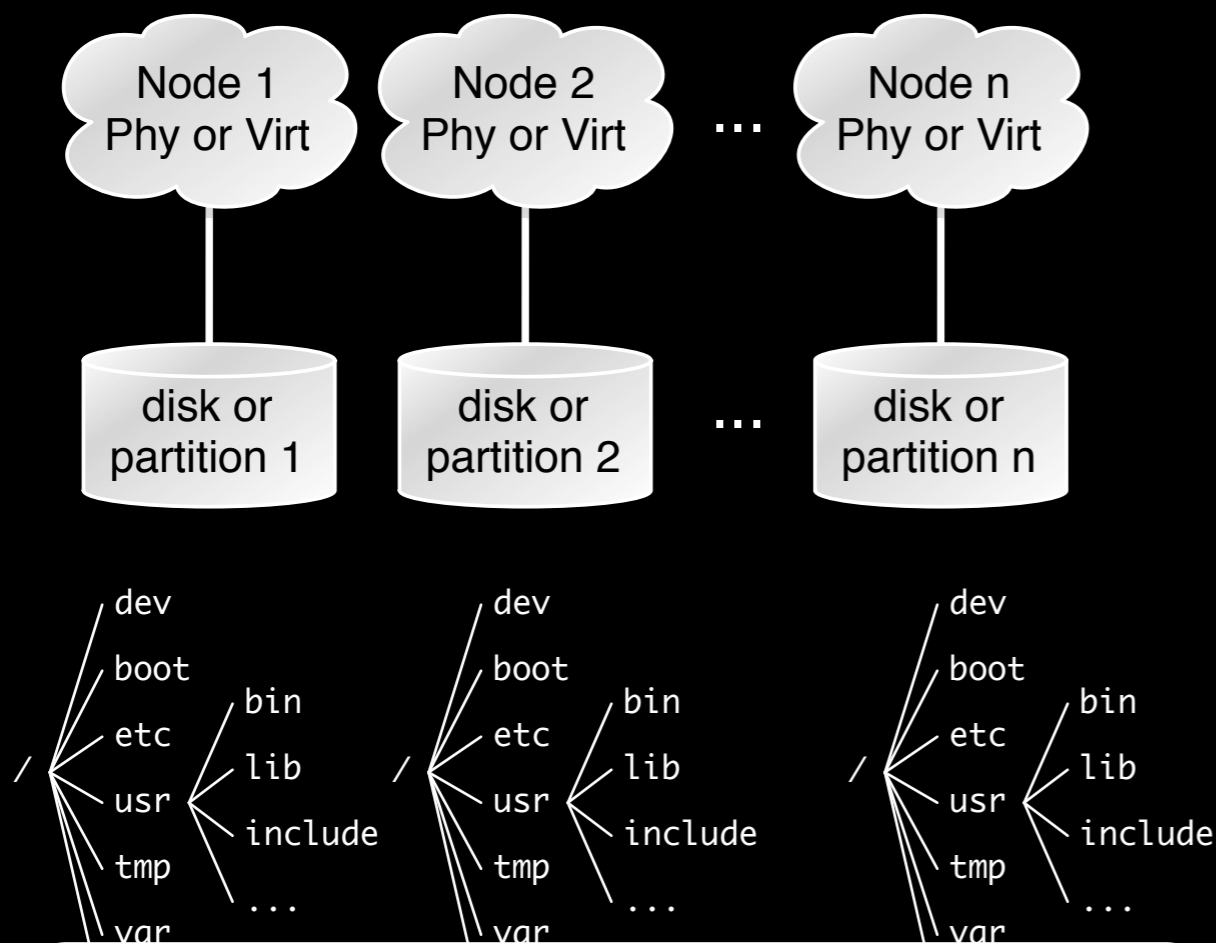 Node 1
Phy or Virt
Node 2
Phy or Virt
...
Node n
Phy or Virt
disk or
partition 1
disk or
partition 2
...
disk or
partition n
/
dev
boot
etc
usr
tmp
var
bin
lib
include
...
/
dev
boot
etc
usr
tmp
var
bin
lib
include
...
/
dev
boot
etc
usr
tmp
var
bin
lib
include
...